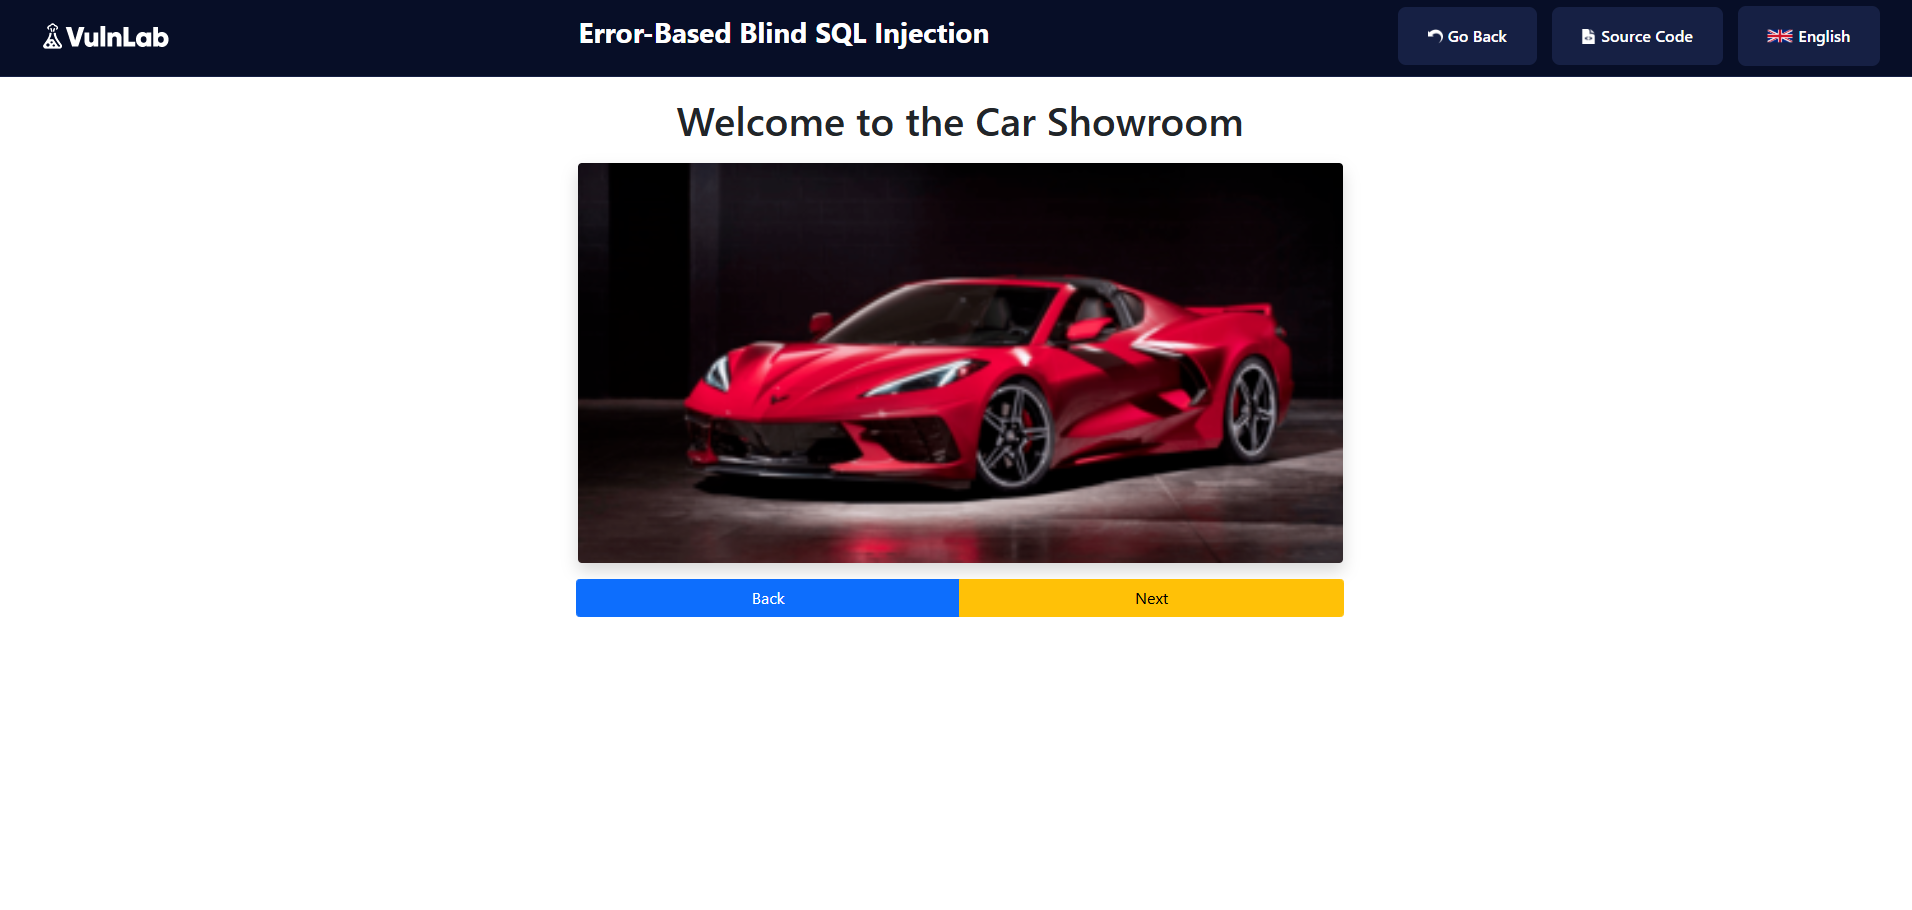 VulnLab
Error-Based Blind SQL Injection
Go Back
Source Code
English
Welcome to the Car Showroom
Back
Next